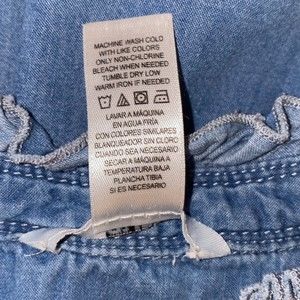 MACHINE WASH COLD
WITH LIKE COLORS
ONLY NON-CHLORINE
BLEACH WHEN NEEDED
TUMBLE DRY LOW
WARM IRON IF NEEDED
LAVAR A MÁQUINA
EN AGUA FRÍA
CON COLORES SIMILARES
BLANQUEADOR SIN CLORO
CUANDO SEA NECESARIO
SECAR A MÁQUINA A
TEMPERATURA BAJA
PLANCHA TIBIA
SI ES NECESARIO